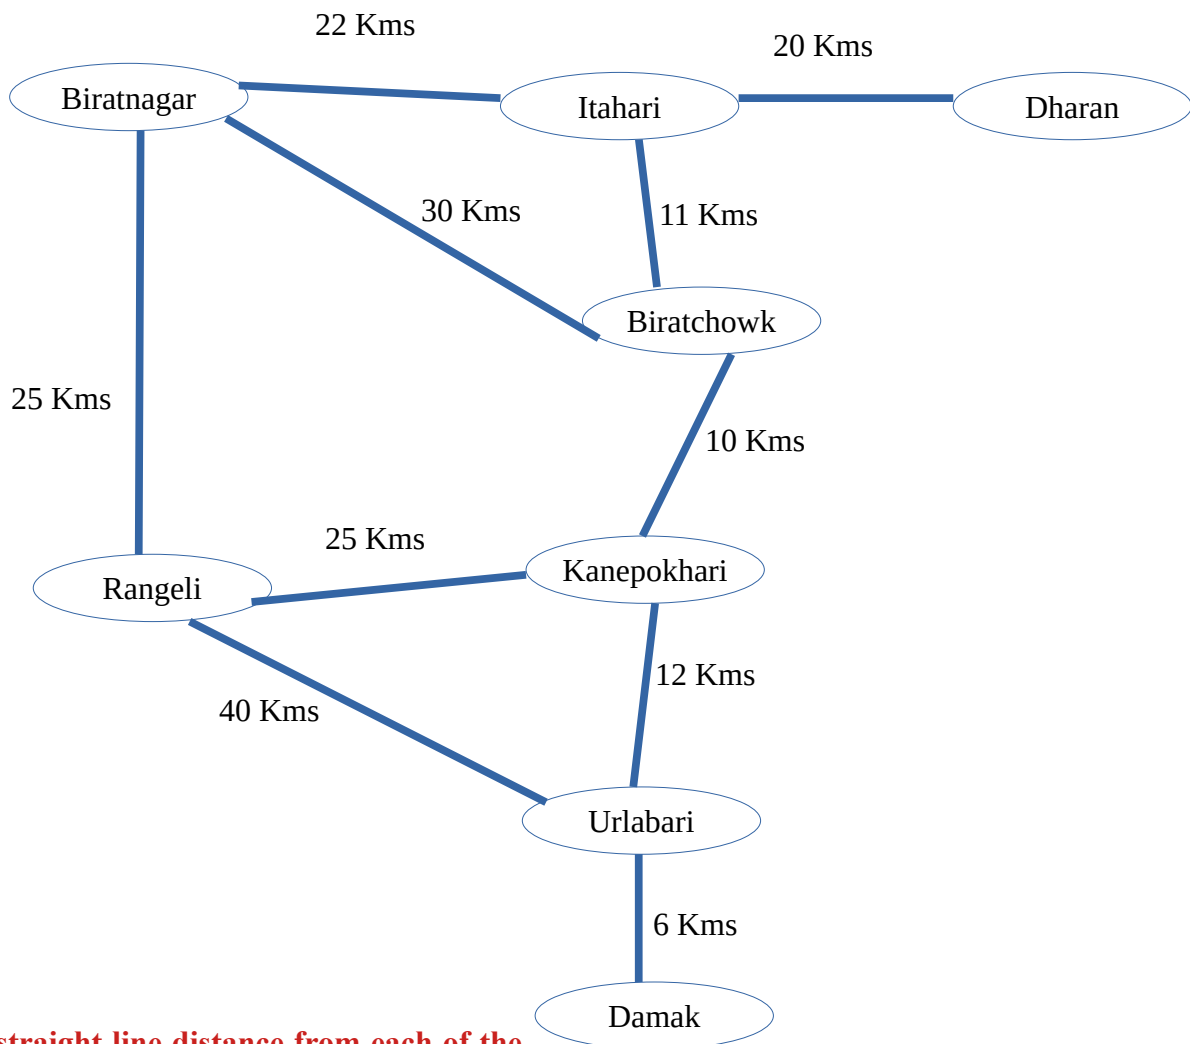 22 Kms
20 Kms
Biratnagar
Itahari
Dharan
30 Kms
11 Kms
Biratchowk
25 Kms
10 Kms
25 Kms
Kanepokhari
Rangeli
12 Kms
40 Kms
Urlabari
6 Kms
Damak
straight line distance from each of the